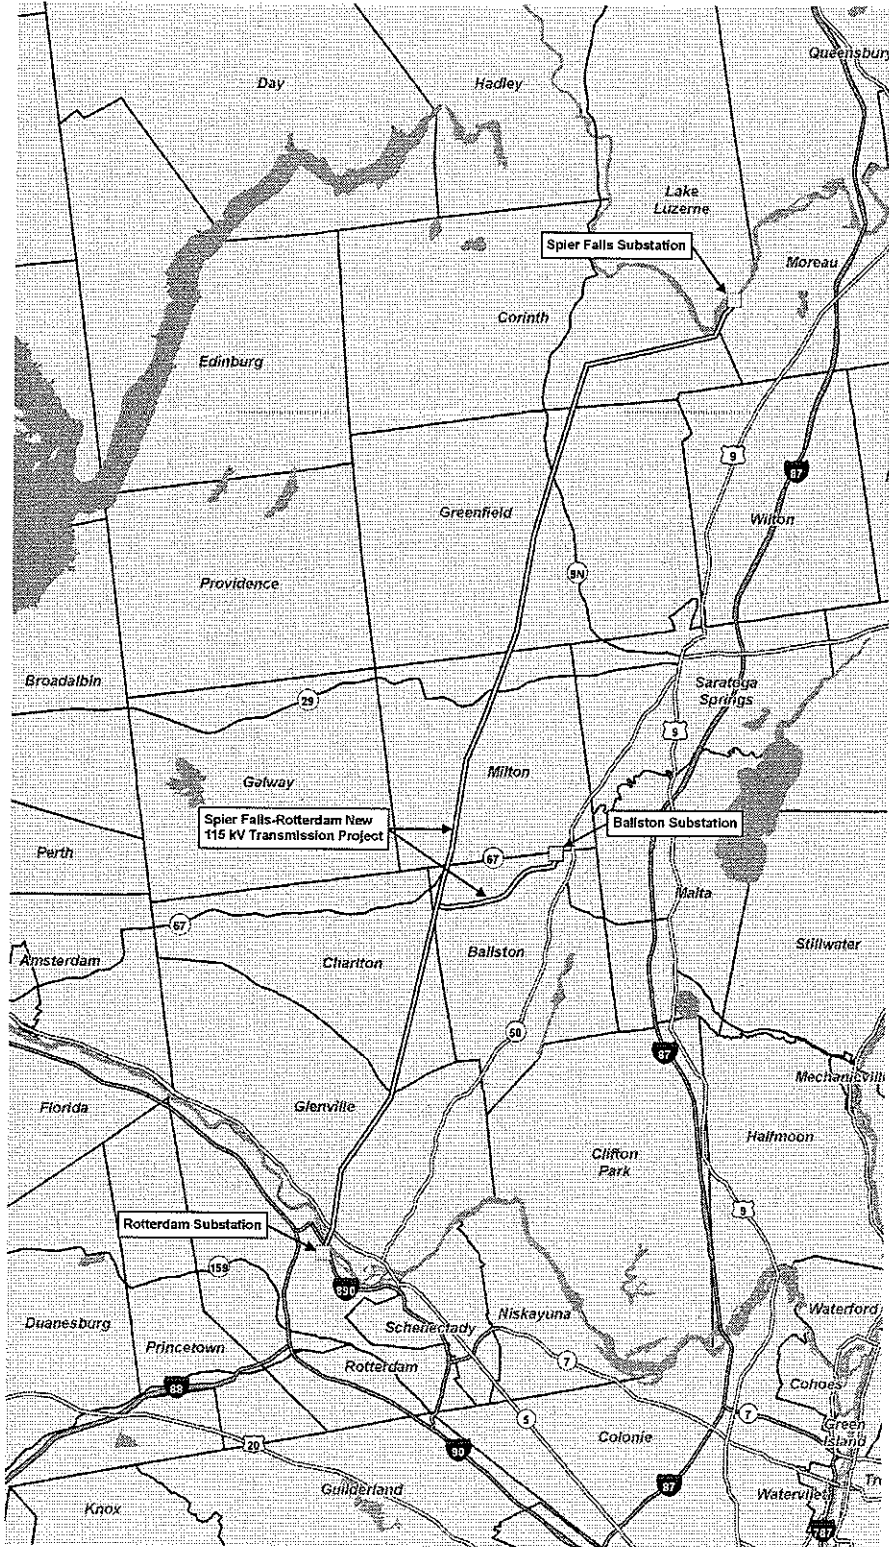 Queensbury
Day
Hadley
Lake
Luzerne
Spier Falls Substation
Moreau
Corinth
Edinburg
9
87
Greenfield
Wilton
9N
Providence
Broadalbin
Saratoga
Springs
29
9
Milton
Galway
Spier Falls-Rotterdam New
115 kV Transmission Project
Ballston Substation
Perth
67
Malta
67
Stillwater
Amsterdam
Charlton
Ballston
50
87
Mechanicville
Florida
Glenville
Halfmoon
Clifton
Park
9
Rotterdam Substation
159
890
Niskayuna
Waterford
Duanesburg
Schenectady
Princetown
Rotterdam
7
88
Cohoes
5
7
Green
Island
20
90
Colonie
Guilderland
87
Tr
Watervliet
Knox
787